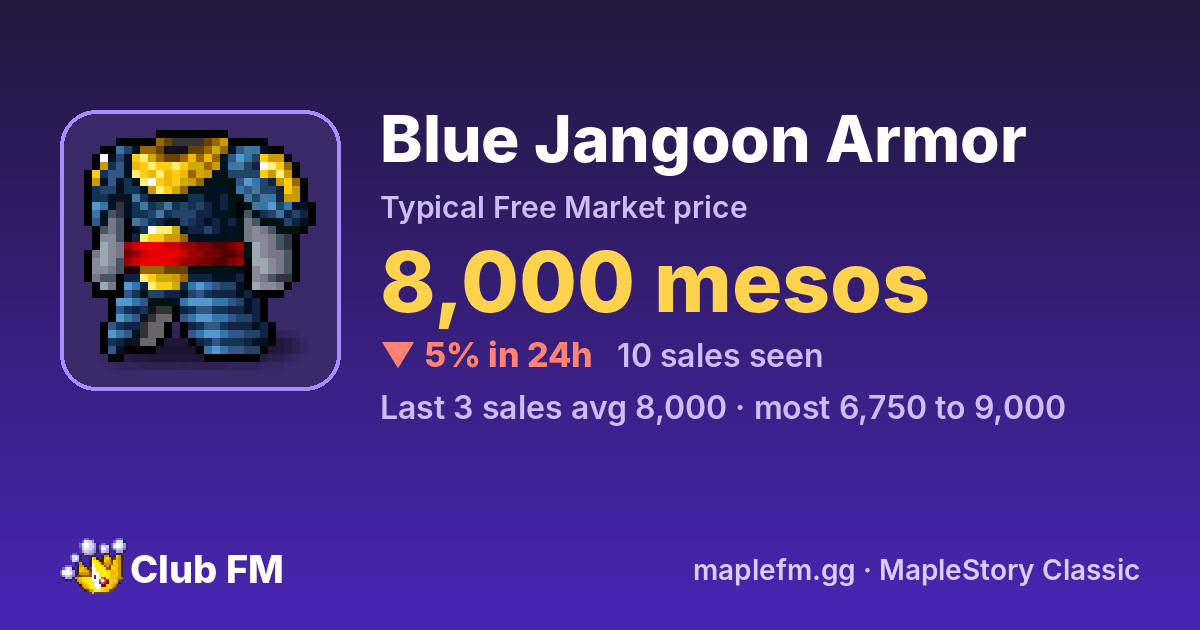 Blue Jangoon Armor
Typical Free Market price
8,000 mesos
▼ 5% in 24h 10 sales seen
Last 3 sales avg 8,000 · most 6,750 to 9,000
Club FM
maplefm.gg · MapleStory Classic